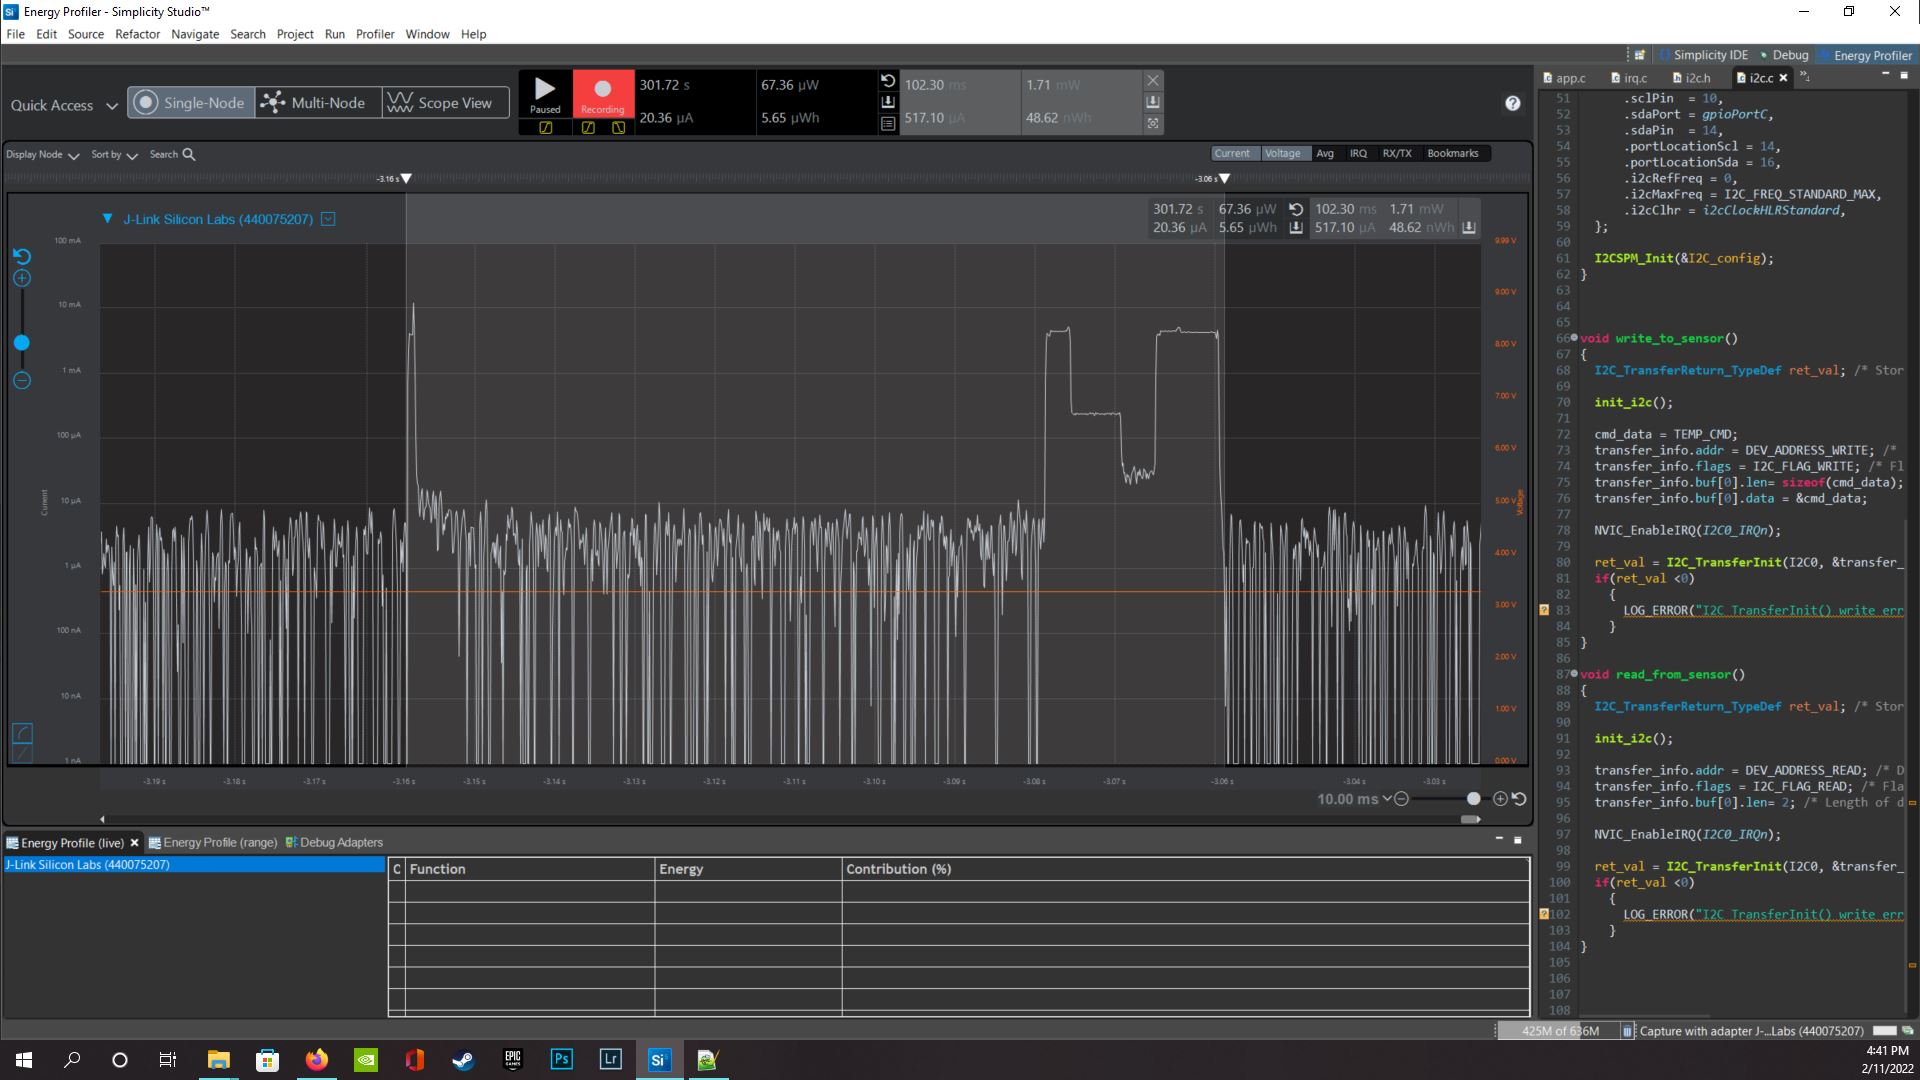 Energy Profiler - Simplicity Studio™
File Edit Source Refactor Navigate Search Project Run Profiler Window Help
Simplicity IDE Debug Energy Profiler
Quick Access Single-Node Multi-Node Scope View
Paused Recording
301.72 s 67.36 µW 102.30 ms 1.71 mW
20.36 µA 5.65 µWh 517.10 µA 48.62 nWh
Display Node Sort by Search
Current Voltage Avg IRQ RX/TX Bookmarks
-3.16 s -3.06 s
J-Link Silicon Labs (440075207)
301.72 s 67.36 µW 102.30 ms 1.71 mW
20.36 µA 5.65 µWh 517.10 µA 48.62 nWh
100 mA
10 mA
1 mA
100 µA
10 µA
1 µA
100 nA
10 nA
1 nA
Current
9.99 V
9.00 V
8.00 V
7.00 V
6.00 V
5.00 V
4.00 V
3.00 V
2.00 V
1.00 V
0.00 V
Voltage
-3.19 s -3.18 s -3.17 s -3.16 s -3.15 s -3.14 s -3.13 s -3.12 s -3.11 s -3.10 s -3.09 s -3.08 s -3.07 s -3.06 s -3.04 s -3.03 s
10.00 ms
Energy Profile (live) Energy Profile (range) Debug Adapters
J-Link Silicon Labs (440075207)
C Function Energy Contribution (%)
app.c irq.c i2c.h i2c.c
51 .sclPin = 10,
52 .sdaPort = gpioPortC,
53 .sdaPin = 14,
54 .portLocationScl = 14,
55 .portLocationSda = 16,
56 .i2cRefFreq = 0,
57 .i2cMaxFreq = I2C_FREQ_STANDARD_MAX,
58 .i2cClhr = i2cClockHLRStandard,
59 };
60
61 I2CSPM_Init(&I2C_config);
62 }
63
64
65
66 void write_to_sensor()
67 {
68 I2C_TransferReturn_TypeDef ret_val; /* Stor
69
70 init_i2c();
71
72 cmd_data = TEMP_CMD;
73 transfer_info.addr = DEV_ADDRESS_WRITE; /*
74 transfer_info.flags = I2C_FLAG_WRITE; /* Fl
75 transfer_info.buf[0].len= sizeof(cmd_data);
76 transfer_info.buf[0].data = &cmd_data;
77
78 NVIC_EnableIRQ(I2C0_IRQn);
79
80 ret_val = I2C_TransferInit(I2C0, &transfer_
81 if(ret_val <0)
82 {
83 LOG_ERROR("I2C_TransferInit() write err
84 }
85 }
86
87 void read_from_sensor()
88 {
89 I2C_TransferReturn_TypeDef ret_val; /* Stor
90
91 init_i2c();
92
93 transfer_info.addr = DEV_ADDRESS_READ; /* D
94 transfer_info.flags = I2C_FLAG_READ; /* Fla
95 transfer_info.buf[0].len= 2; /* Length of d
96
97 NVIC_EnableIRQ(I2C0_IRQn);
98
99 ret_val = I2C_TransferInit(I2C0, &transfer_
100 if(ret_val <0)
101 {
102 LOG_ERROR("I2C_TransferInit() write err
103 }
104 }
105
106
107
108
425M of 636M Capture with adapter J-...Labs (440075207)
EPIC GAMES Ps Lr Si
4:41 PM
2/11/2022